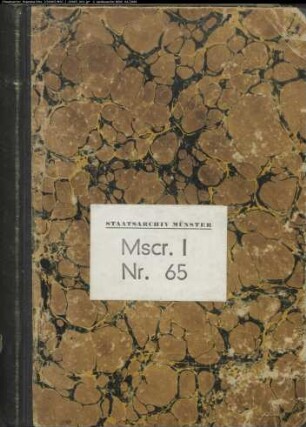 STAATSARCHIV MÜNSTER
Mscr. I
Nr. 65